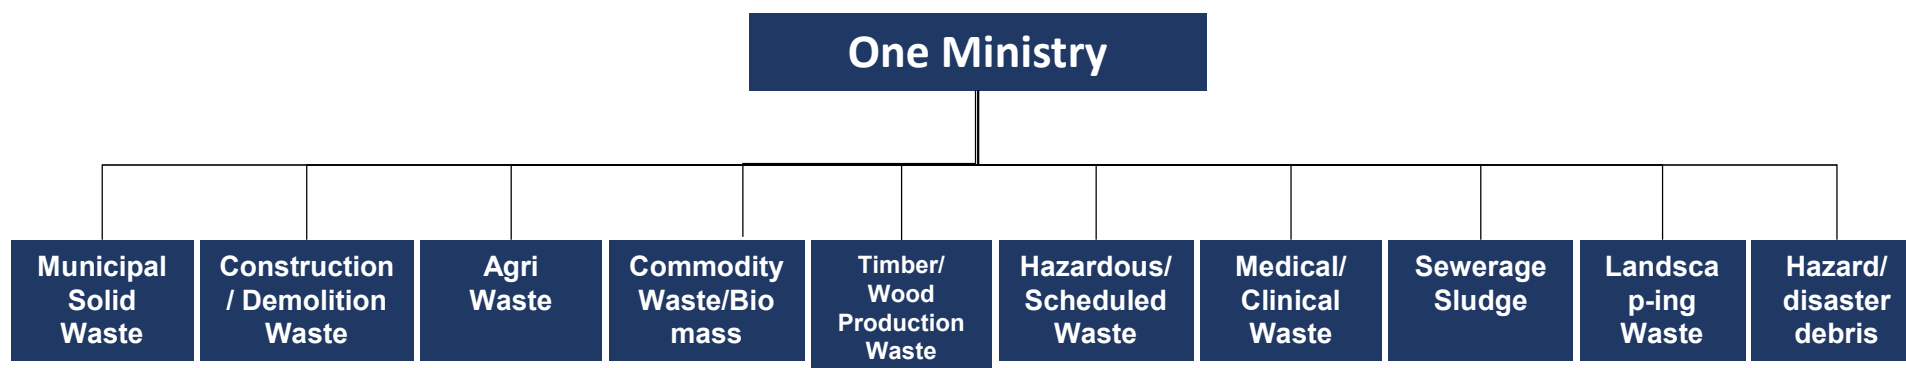 One Ministry
Municipal
Solid
Waste
Construction
/ Demolition
Waste
Agri
Waste
Commodity
Waste/Bio
mass
Timber/
Wood
Production
Waste
Hazardous/
Scheduled
Waste
Medical/
Clinical
Waste
Sewerage
Sludge
Landsca
p-ing
Waste
Hazard/
disaster
debris